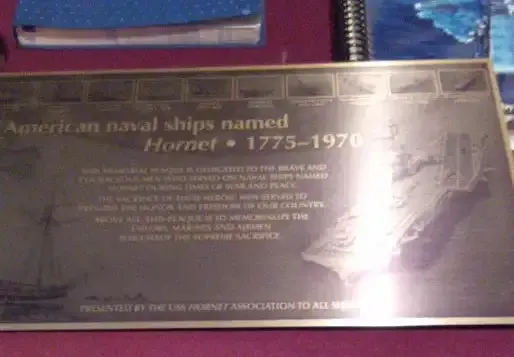 American naval ships named
Hornet • 1775–1970
THIS MEMORIAL PLAQUE IS DEDICATED TO THE BRAVE AND
COURAGEOUS MEN WHO SERVED ON NAVAL SHIPS NAMED
HORNET DURING TIMES OF WAR AND PEACE.
THE SACRIFICE OF THESE HEROIC MEN SERVED TO
PRESERVE THE HONOR AND FREEDOM OF OUR COUNTRY.
ABOVE ALL THIS PLAQUE IS TO MEMORIALIZE THE
SAILORS, MARINES AND AIRMEN
WHO MADE THE SUPREME SACRIFICE.
PRESENTED BY THE USS HORNET ASSOCIATION TO ALL